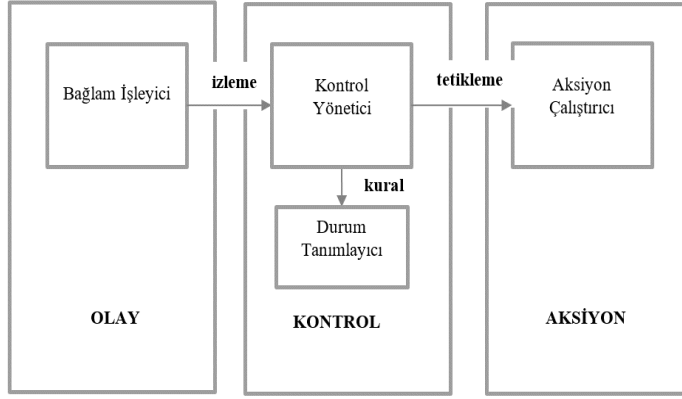 Bağlam İşleyici
izleme
Kontrol
Yönetici
tetikleme
Aksiyon
Çalıştırıcı
kural
Durum
Tanımlayıcı
OLAY
KONTROL
AKSİYON